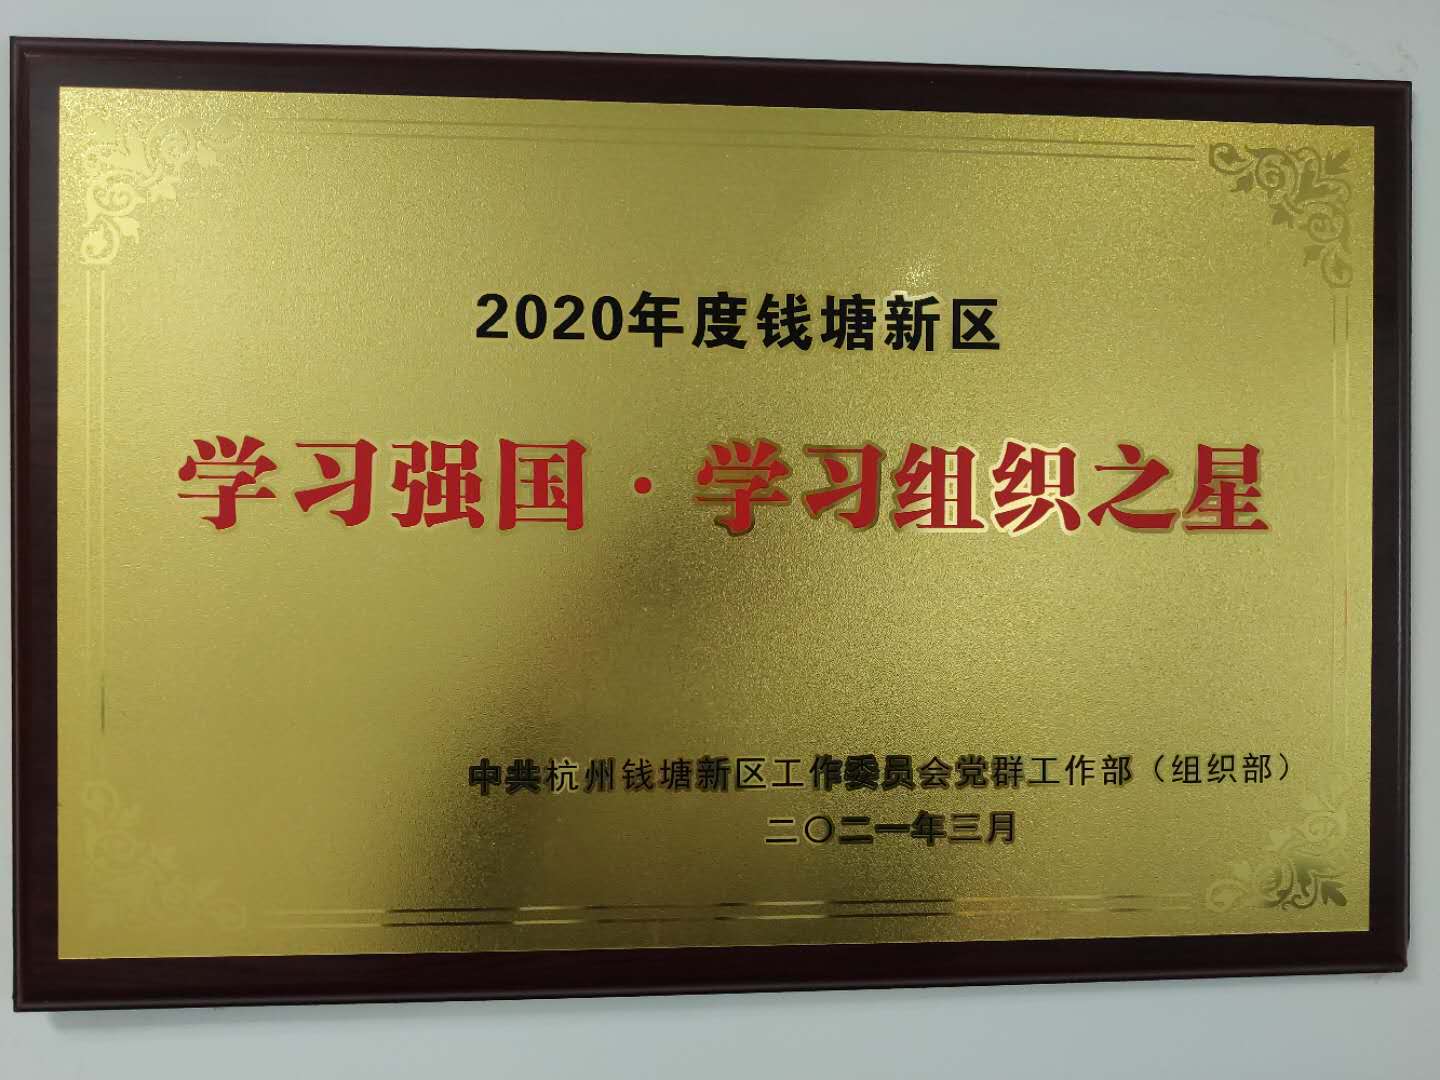 2020年度钱塘新区
学习强国·学习组织之星
中共杭州钱塘新区工作委员会党群工作部（组织部）
二〇二一年三月